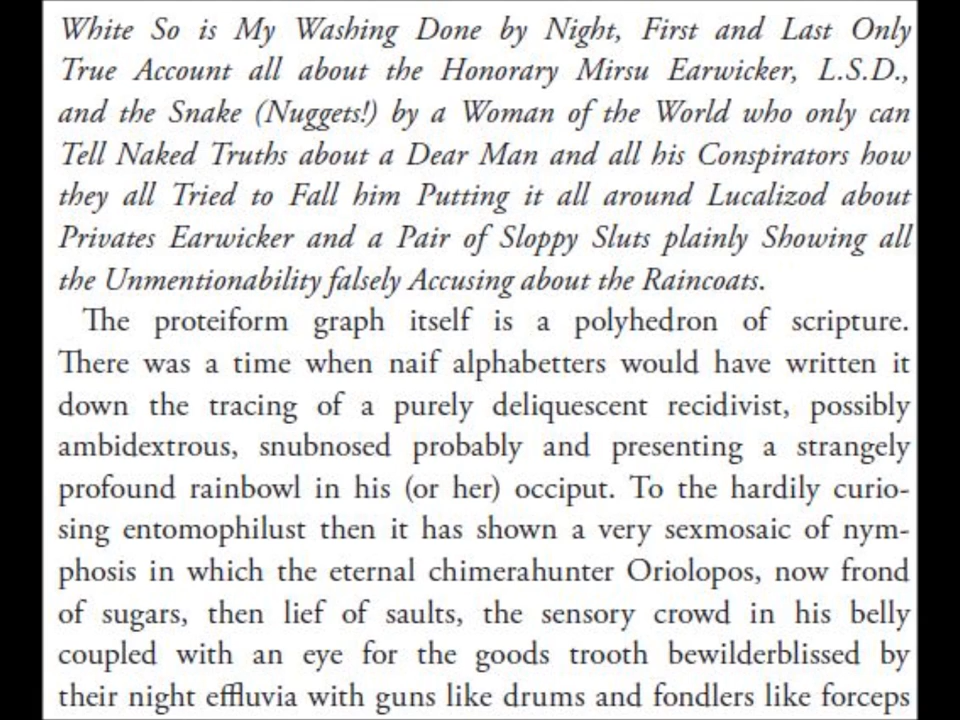 White So is My Washing Done by Night, First and Last Only
True Account all about the Honorary Mirsu Earwicker, L.S.D.,
and the Snake (Nuggets!) by a Woman of the World who only can
Tell Naked Truths about a Dear Man and all his Conspirators how
they all Tried to Fall him Putting it all around Lucalizod about
Privates Earwicker and a Pair of Sloppy Sluts plainly Showing all
the Unmentionability falsely Accusing about the Raincoats.
The proteiform graph itself is a polyhedron of scripture.
There was a time when naif alphabetters would have written it
down the tracing of a purely deliquescent recidivist, possibly
ambidextrous, snubnosed probably and presenting a strangely
profound rainbowl in his (or her) occiput. To the hardily curio-
sing entomophilust then it has shown a very sexmosaic of nym-
phosis in which the eternal chimerahunter Oriolopos, now frond
of sugars, then lief of saults, the sensory crowd in his belly
coupled with an eye for the goods trooth bewilderblissed by
their night effluvia with guns like drums and fondlers like forceps